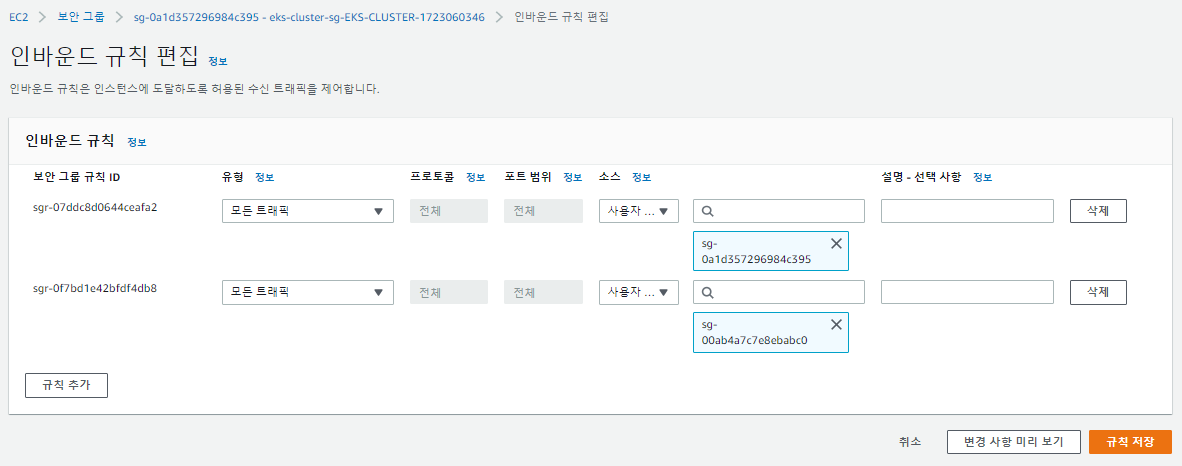 EC2 > 보안 그룹 > sg-0a1d357296984c395 - eks-cluster-sg-EKS-CLUSTER-1723060346 > 인바운드 규칙 편집
인바운드 규칙 편집 정보
인바운드 규칙은 인스턴스에 도달하도록 허용된 수신 트래픽을 제어합니다.
인바운드 규칙 정보
보안 그룹 규칙 ID 유형 정보 프로토콜 정보 포트 범위 정보 소스 정보 설명 - 선택 사항 정보
sgr-07ddc8d0644ceafa2 모든 트래픽 전체 전체 사용자 ... 삭제
sg-
0a1d357296984c395
sgr-0f7bd1e42bfdf4db8 모든 트래픽 전체 전체 사용자 ... 삭제
sg-
00ab4a7c7e8ebabc0
규칙 추가
취소 변경 사항 미리 보기 규칙 저장